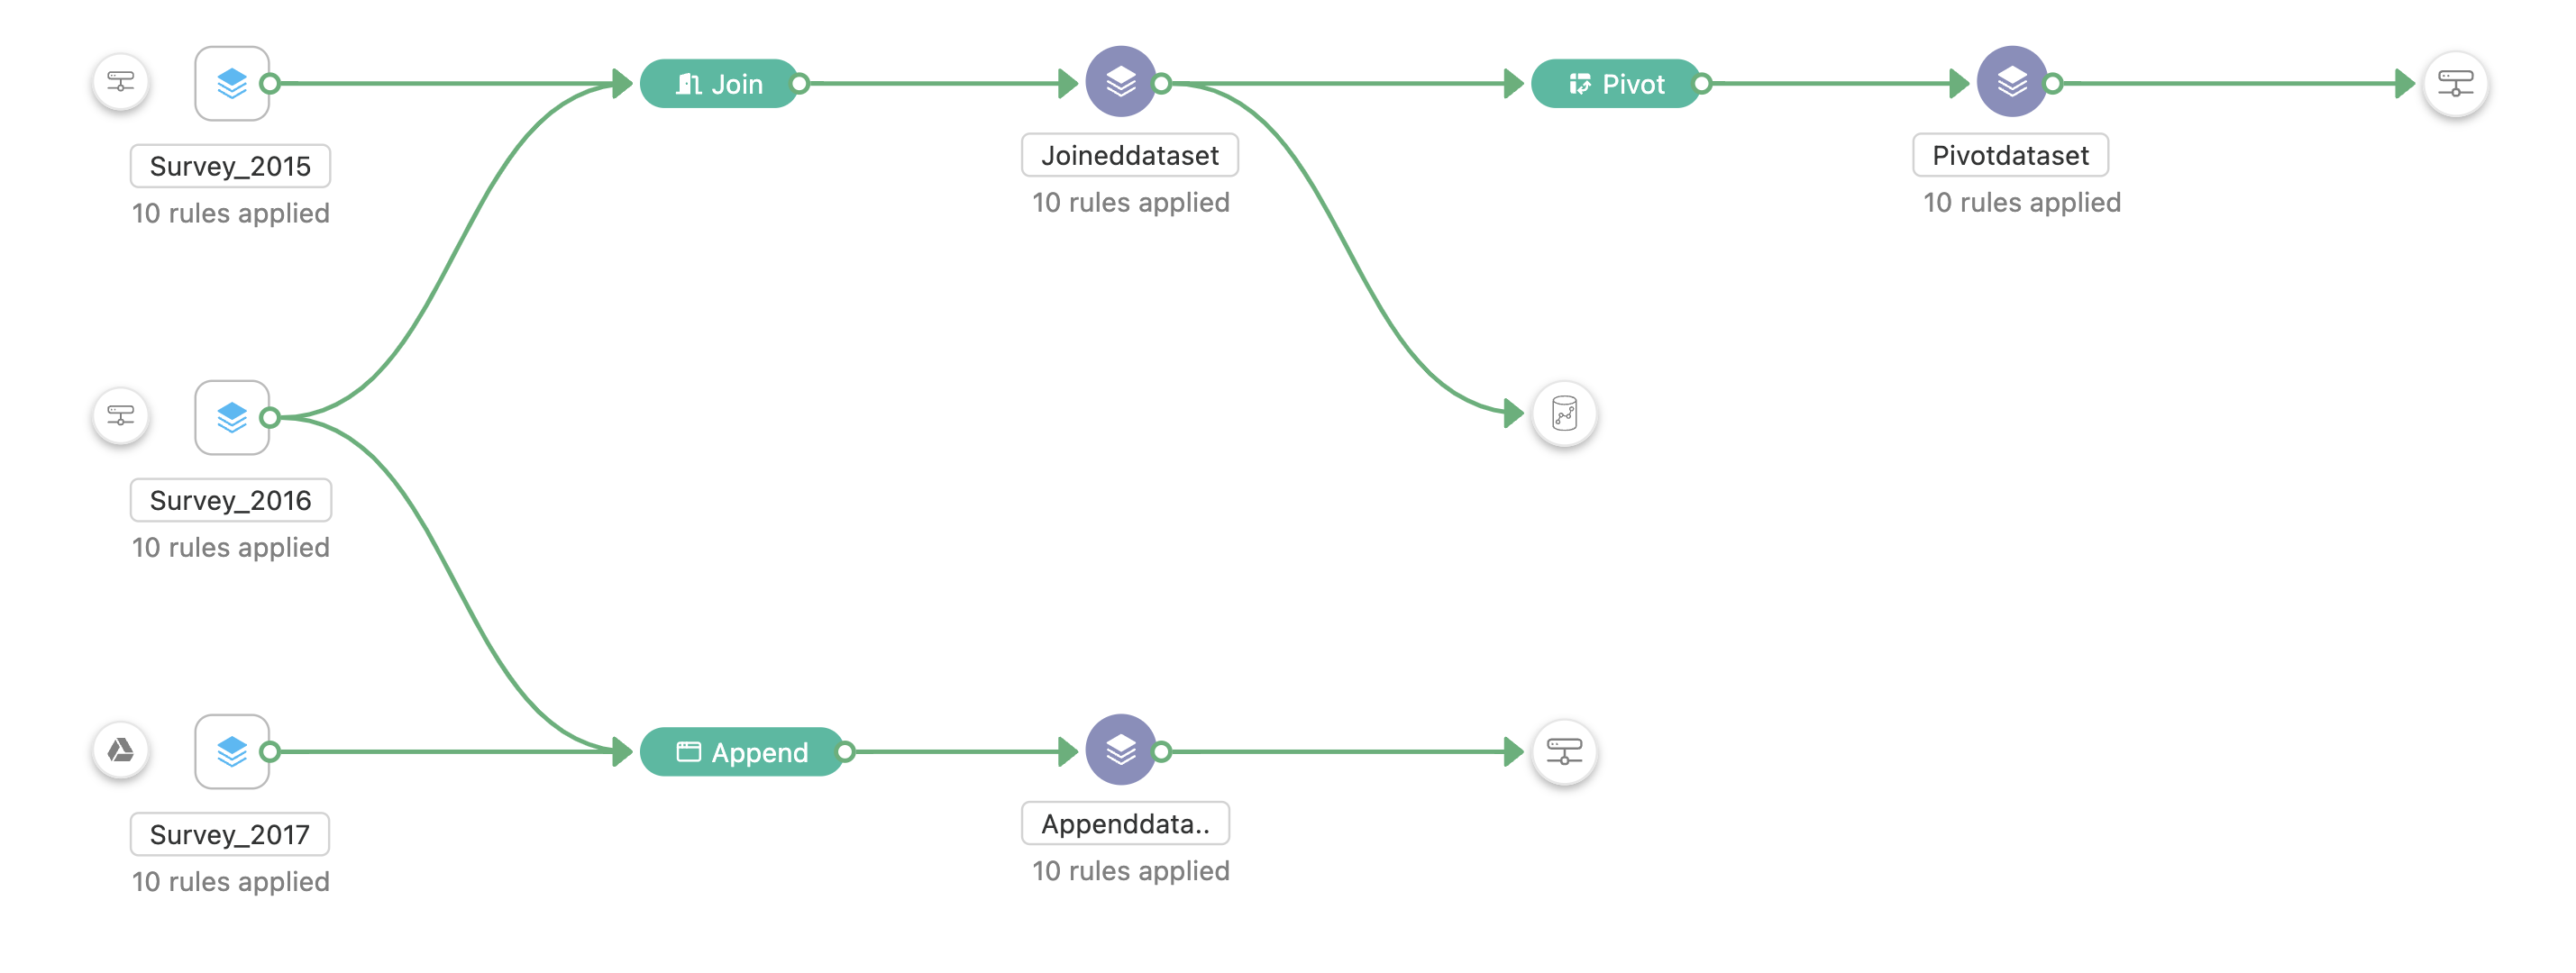 Join
Pivot
Survey_2015
10 rules applied
Joineddataset
10 rules applied
Pivotdataset
10 rules applied
Survey_2016
10 rules applied
Append
Survey_2017
10 rules applied
Appenddata..
10 rules applied